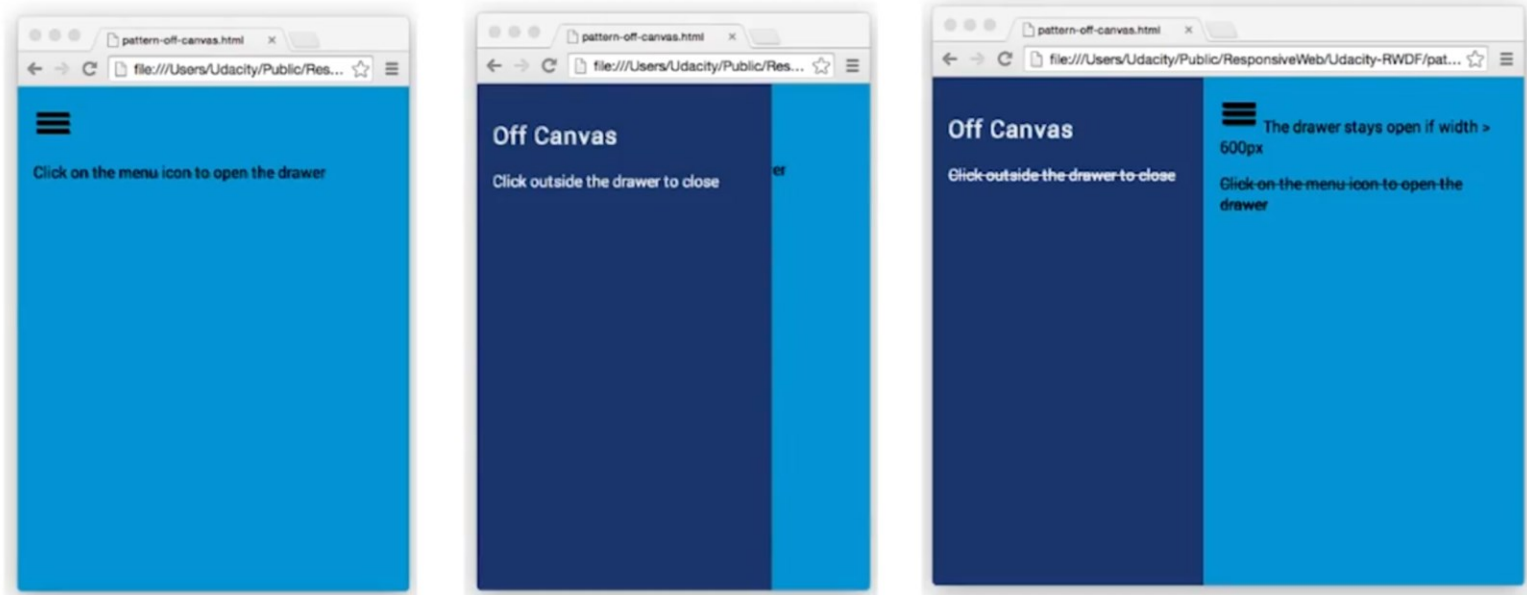 pattern-off-canvas.html
file:///Users/Udacity/Public/Res...
Click on the menu icon to open the drawer
pattern-off-canvas.html
file:///Users/Udacity/Public/Res...
Off Canvas
Click outside the drawer to close
er
pattern-off-canvas.html
file:///Users/Udacity/Public/ResponsiveWeb/Udacity-RWDF/pat...
Off Canvas
Click outside the drawer to close
The drawer stays open if width >
600px
Click on the menu icon to open the
drawer